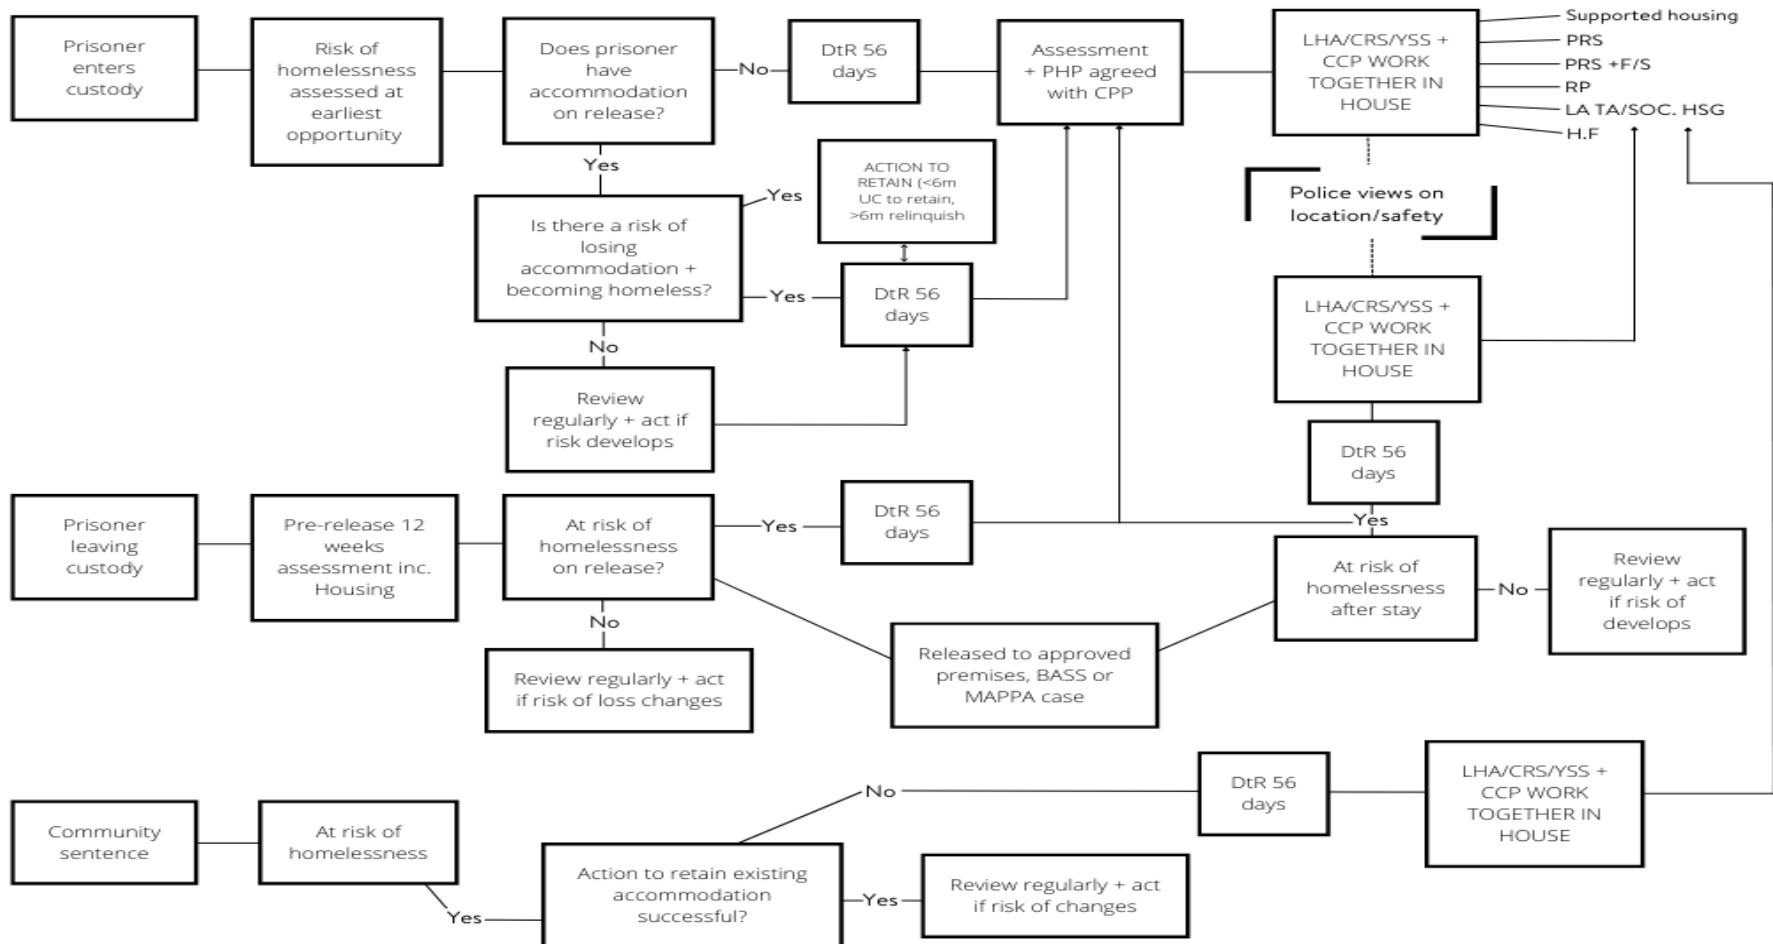 Prisoner
enters
custody
Risk of
homelessness
assessed at
earliest
opportunity
Does prisoner
have
accommodation
on release?
No
DtR 56
days
Assessment
+ PHP agreed
with CPP
LHA/CRS/YSS +
CCP WORK
TOGETHER IN
HOUSE
Supported housing
PRS
PRS +F/S
RP
LA TA/SOC. HSG
H.F
Yes
Is there a risk of
losing
accommodation +
becoming homeless?
Yes
Yes
ACTION TO
RETAIN (<6m
UC to retain,
>6m relinquish
DtR 56
days
Police views on
location/safety
No
Review
regularly + act if
risk develops
LHA/CRS/YSS +
CCP WORK
TOGETHER IN
HOUSE
DtR 56
days
Yes
Prisoner
leaving
custody
Pre-release 12
weeks
assessment inc.
Housing
At risk of
homelessness
on release?
Yes
DtR 56
days
At risk of
homelessness
after stay
No
Review
regularly + act
if risk of
develops
No
Review regularly + act
if risk of loss changes
Released to approved
premises, BASS or
MAPPA case
Community
sentence
At risk of
homelessness
Yes
Action to retain existing
accommodation
successful?
No
DtR 56
days
LHA/CRS/YSS +
CCP WORK
TOGETHER IN
HOUSE
Yes
Review regularly + act
if risk of changes